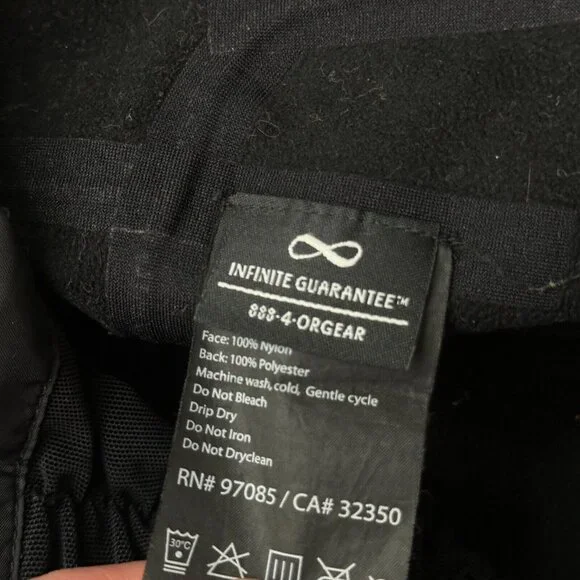 INFINITE GUARANTEE™
888-4-ORGEAR
Face: 100% Nylon
Back: 100% Polyester
Machine wash, cold, Gentle cycle
Do Not Bleach
Drip Dry
Do Not Iron
Do Not Dryclean
RN# 97085 / CA# 32350
30°C